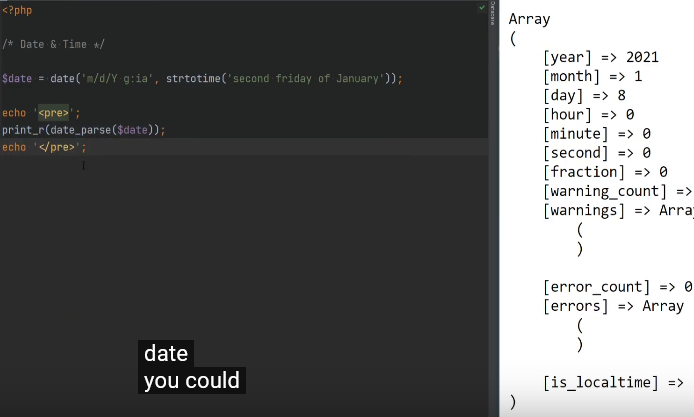 <?php
/* Date & Time */
$date = date('m/d/Y g:ia', strtotime('second friday of January'));
echo '<pre>';
print_r(date_parse($date));
echo '</pre>';
Database
Array
(
[year] => 2021
[month] => 1
[day] => 8
[hour] => 0
[minute] => 0
[second] => 0
[fraction] => 0
[warning_count] =>
[warnings] => Arra
(
)
[error_count] => 0
[errors] => Array
(
)
[is_localtime] =>
)
date
you could